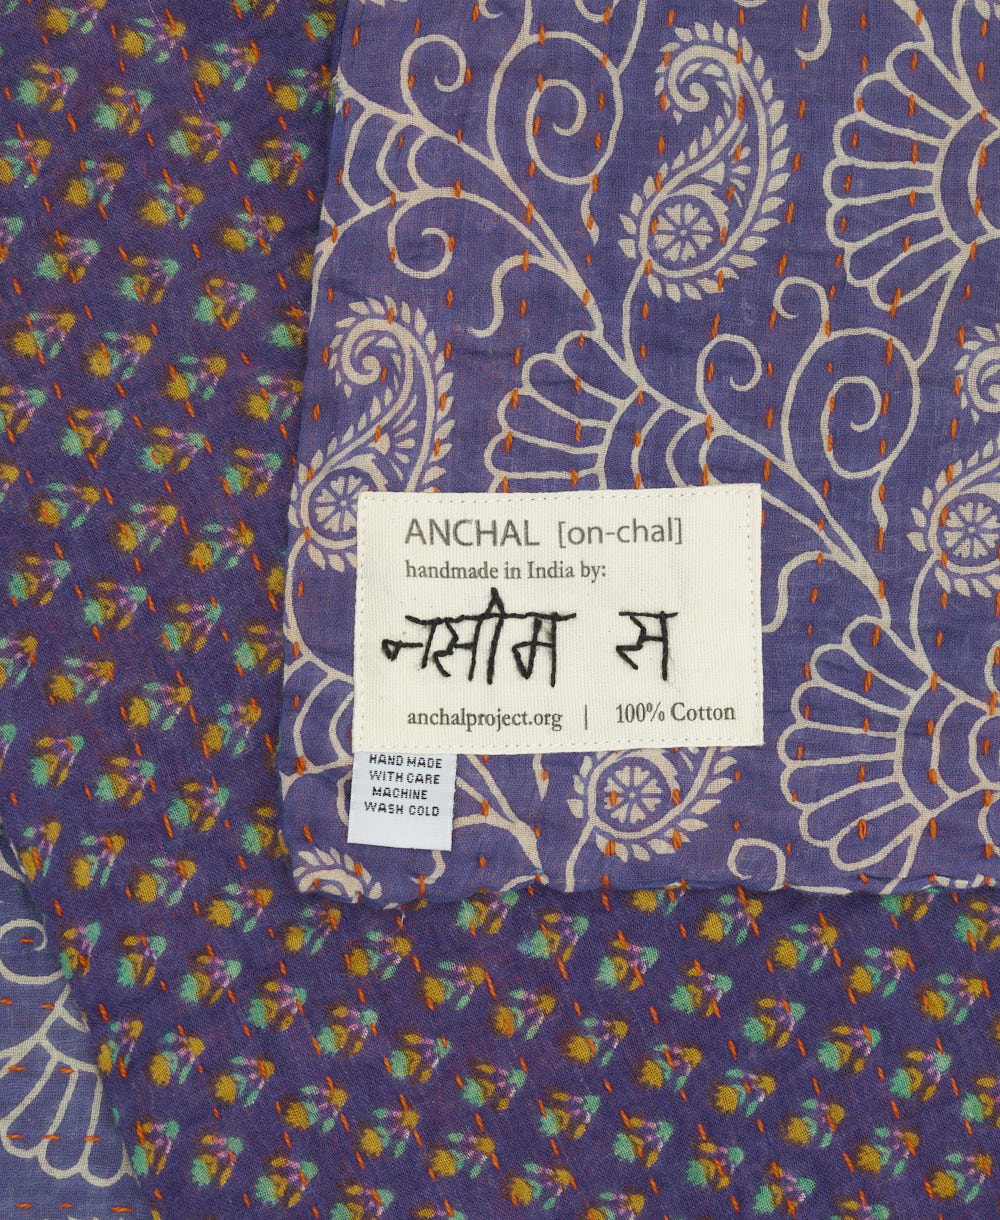 ANCHAL [on-chal]
handmade in India by:
नसीम स
anchalproject.org | 100% Cotton
HAND MADE
WITH CARE
MACHINE
WASH COLD